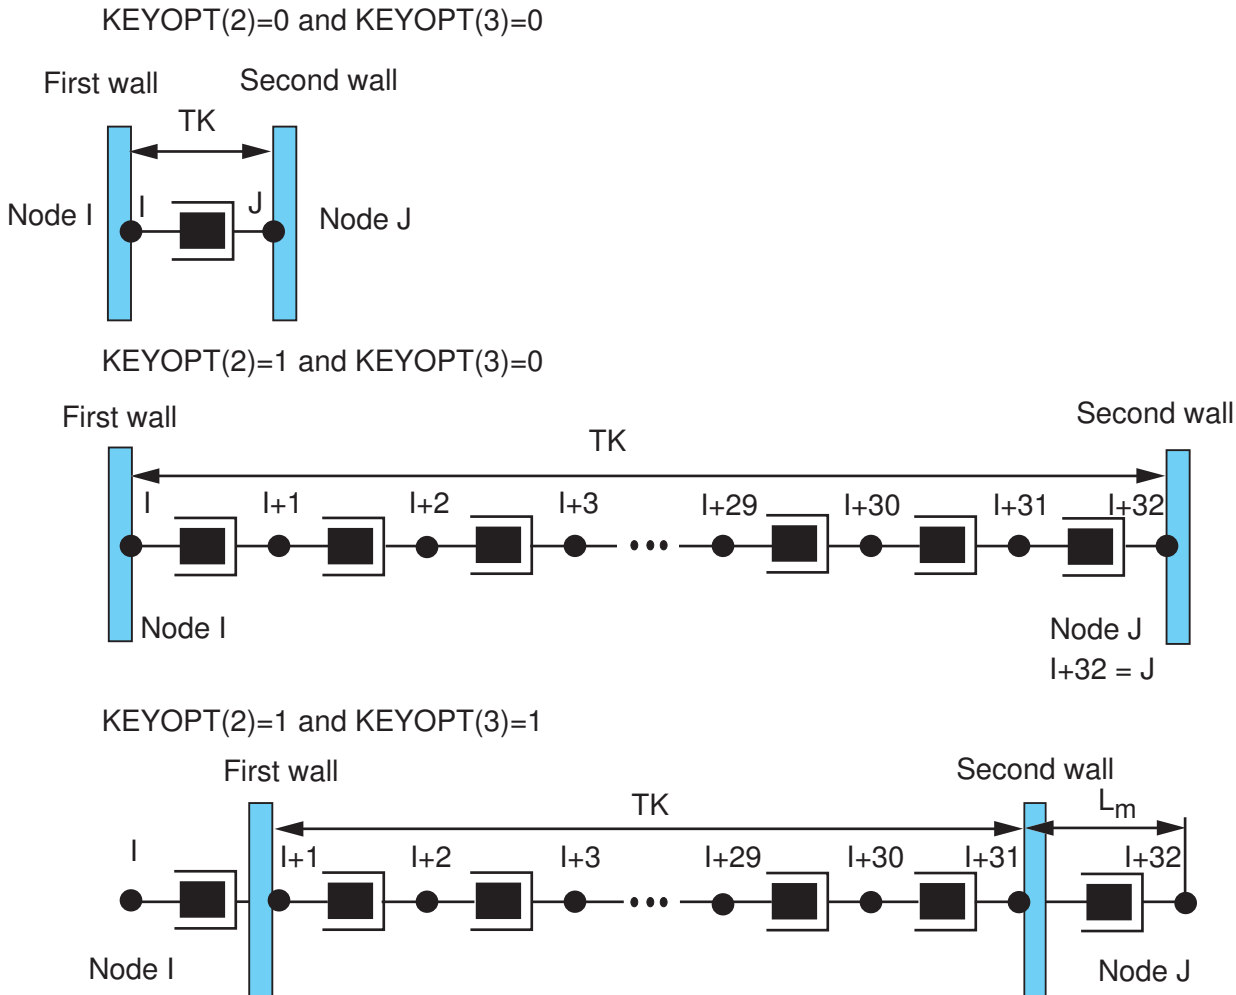 KEYOPT(2)=0 and KEYOPT(3)=0
First wall
Second wall
TK
Node I
I
J
Node J
KEYOPT(2)=1 and KEYOPT(3)=0
First wall
Second wall
TK
I
I+1
I+2
I+3
I+29
I+30
I+31
I+32
Node I
Node J
I+32 = J
KEYOPT(2)=1 and KEYOPT(3)=1
First wall
Second wall
TK
Lm
I
I+1
I+2
I+3
I+29
I+30
I+31
I+32
Node I
Node J